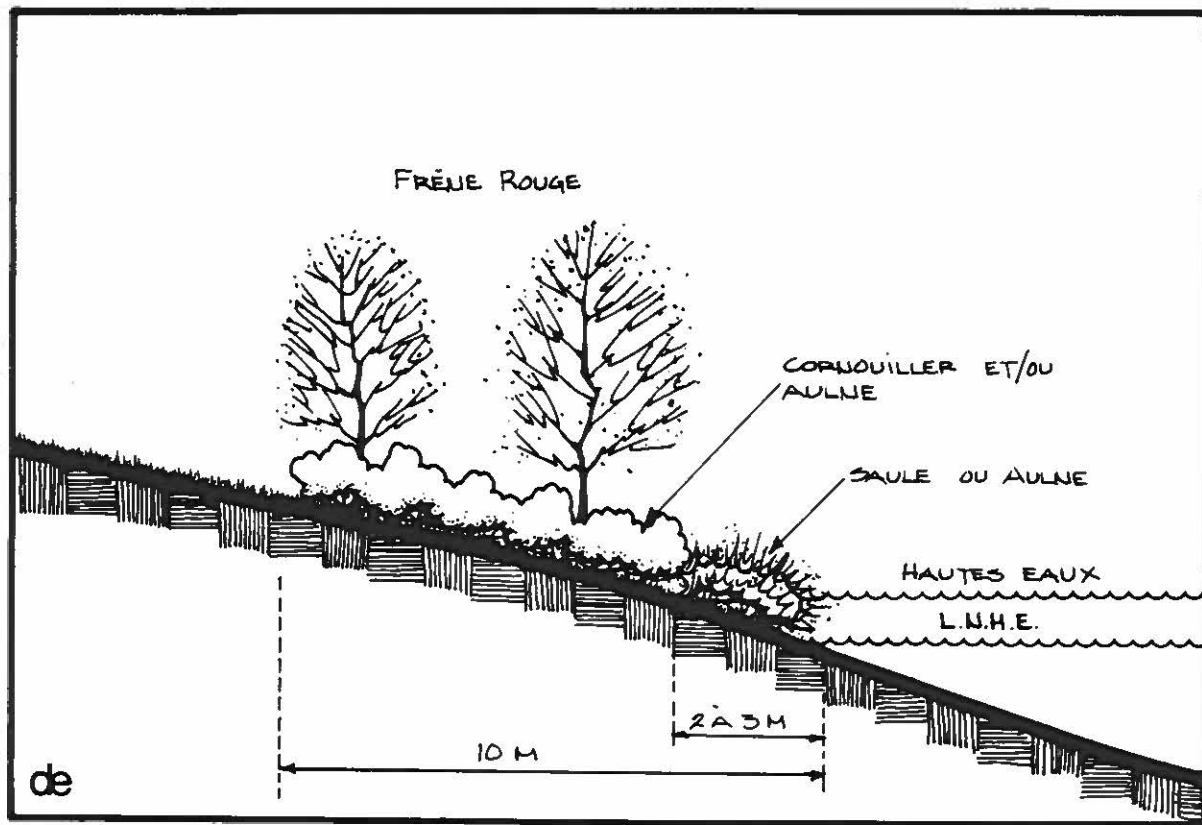 FRÊNE ROUGE
CORNOUILLER ET/OU
AULNE
SAULE OU AULNE
HAUTES EAUX
L.N.H.E.
2 À 3 M
10 M
de